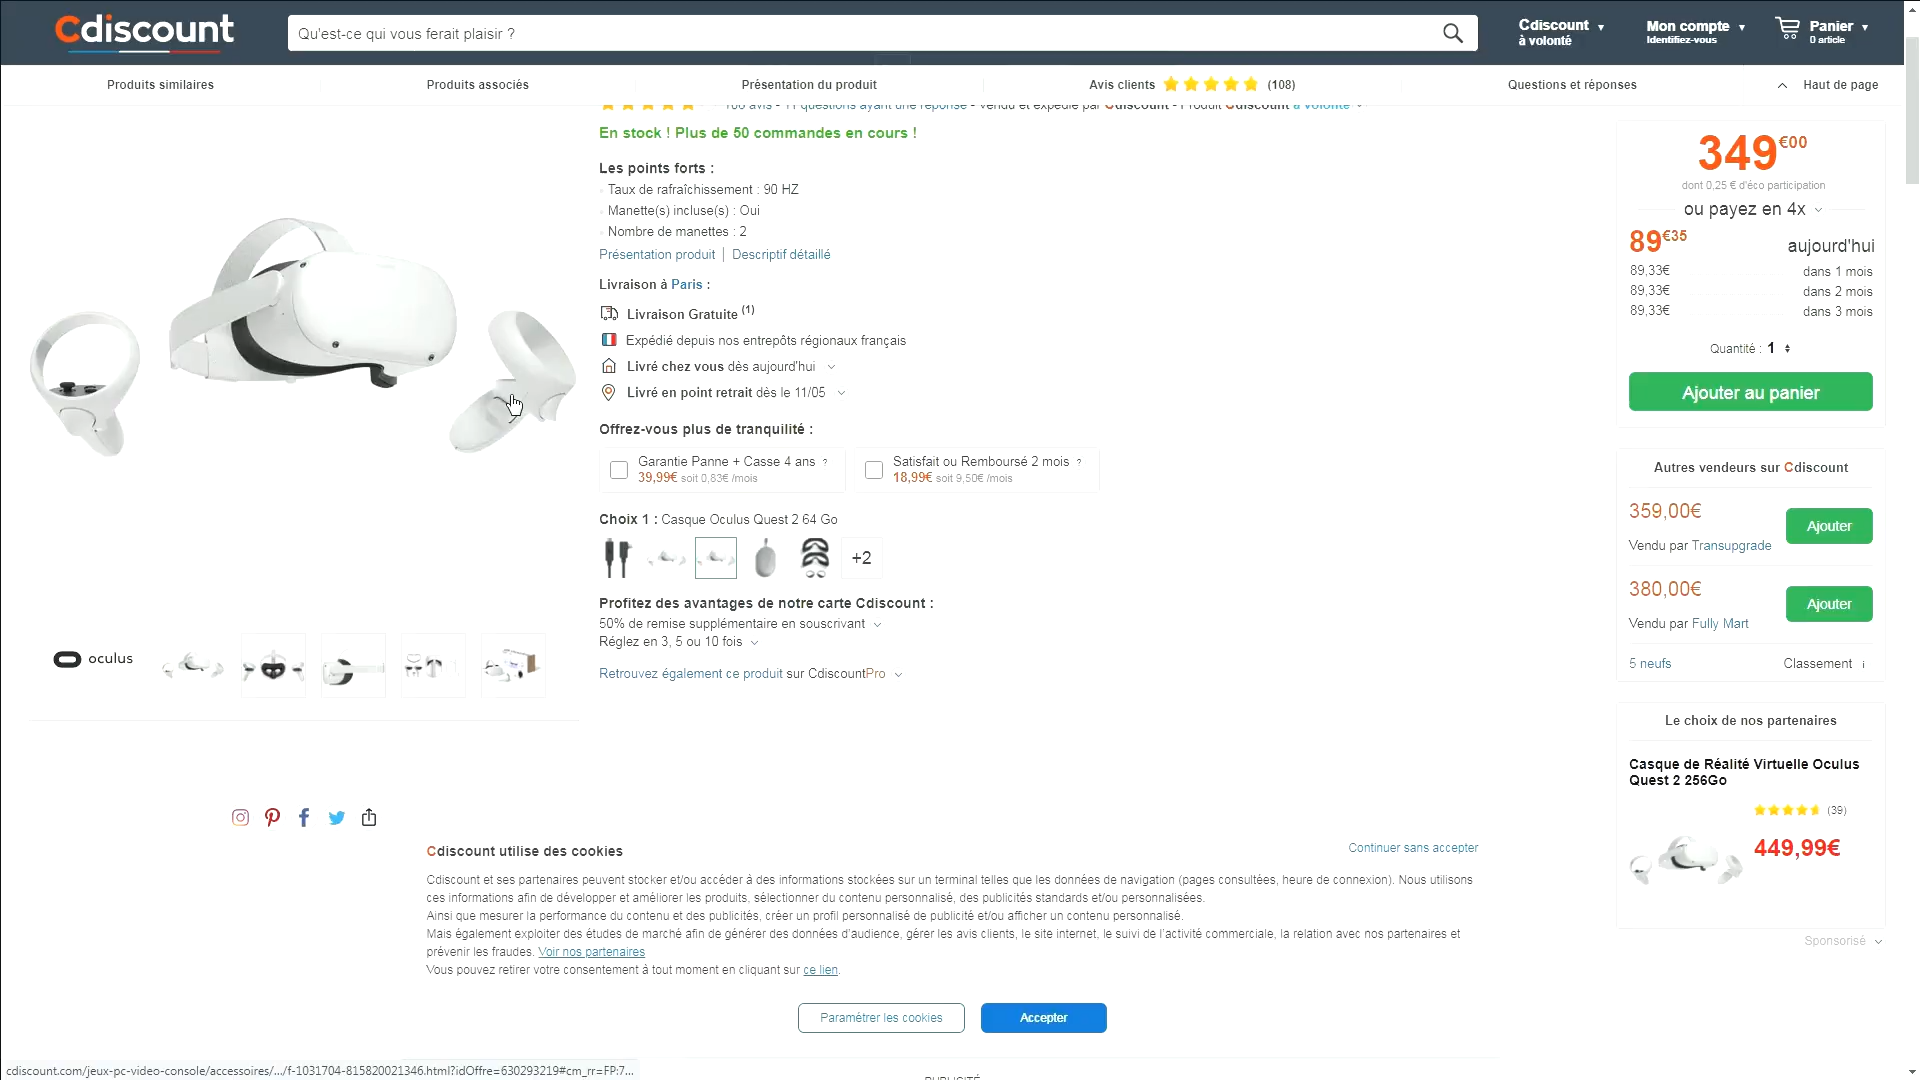 Cdiscount
Qu'est-ce qui vous ferait plaisir ?
Cdiscount
à volonté
Mon compte
Identifiez-vous
Panier
0 article
Produits similaires
Produits associés
Présentation du produit
Avis clients (108)
Questions et réponses
Haut de page
avis - 11 questions ayant une réponse - Vendu et expédié par Cdiscount - Produit Cdiscount à volonté
En stock ! Plus de 50 commandes en cours !
Les points forts :
Taux de rafraîchissement : 90 HZ
Manette(s) incluse(s) : Oui
Nombre de manettes : 2
Présentation produit | Descriptif détaillé
Livraison à Paris :
Livraison Gratuite (1)
Expédié depuis nos entrepôts régionaux français
Livré chez vous dès aujourd'hui
Livré en point retrait dès le 11/05
Offrez-vous plus de tranquilité :
Garantie Panne + Casse 4 ans ?
39,99€ soit 0,83€ /mois
Satisfait ou Remboursé 2 mois ?
18,99€ soit 9,50€ /mois
Choix 1 : Casque Oculus Quest 2 64 Go
+2
Profitez des avantages de notre carte Cdiscount :
50% de remise supplémentaire en souscrivant
Réglez en 3, 5 ou 10 fois
Retrouvez également ce produit sur CdiscountPro
oculus
349€00
dont 0,25 € d'éco participation
ou payez en 4x
89€35 aujourd'hui
89,33€ dans 1 mois
89,33€ dans 2 mois
89,33€ dans 3 mois
Quantité : 1
Ajouter au panier
Autres vendeurs sur Cdiscount
359,00€
Ajouter
Vendu par Transupgrade
380,00€
Ajouter
Vendu par Fully Mart
5 neufs
Classement i
Le choix de nos partenaires
Casque de Réalité Virtuelle Oculus
Quest 2 256Go
(39)
449,99€
Sponsorisé
Cdiscount utilise des cookies
Continuer sans accepter
Cdiscount et ses partenaires peuvent stocker et/ou accéder à des informations stockées sur un terminal telles que les données de navigation (pages consultées, heure de connexion). Nous utilisons
ces informations afin de développer et améliorer les produits, sélectionner du contenu personnalisé, des publicités standards et/ou personnalisées.
Ainsi que mesurer la performance du contenu et des publicités, créer un profil personnalisé de publicité et/ou afficher un contenu personnalisé.
Mais également exploiter des études de marché afin de générer des données d'audience, gérer les avis clients, le site internet, le suivi de l'activité commerciale, la relation avec nos partenaires et
prévenir les fraudes. Voir nos partenaires
Vous pouvez retirer votre consentement à tout moment en cliquant sur ce lien.
Paramétrer les cookies
Accepter
cdiscount.com/jeux-pc-video-console/accessoires/.../f-1031704-815820021346.html?idOffre=630293219#cm_rr=FP:7...
PUBLICITÉ